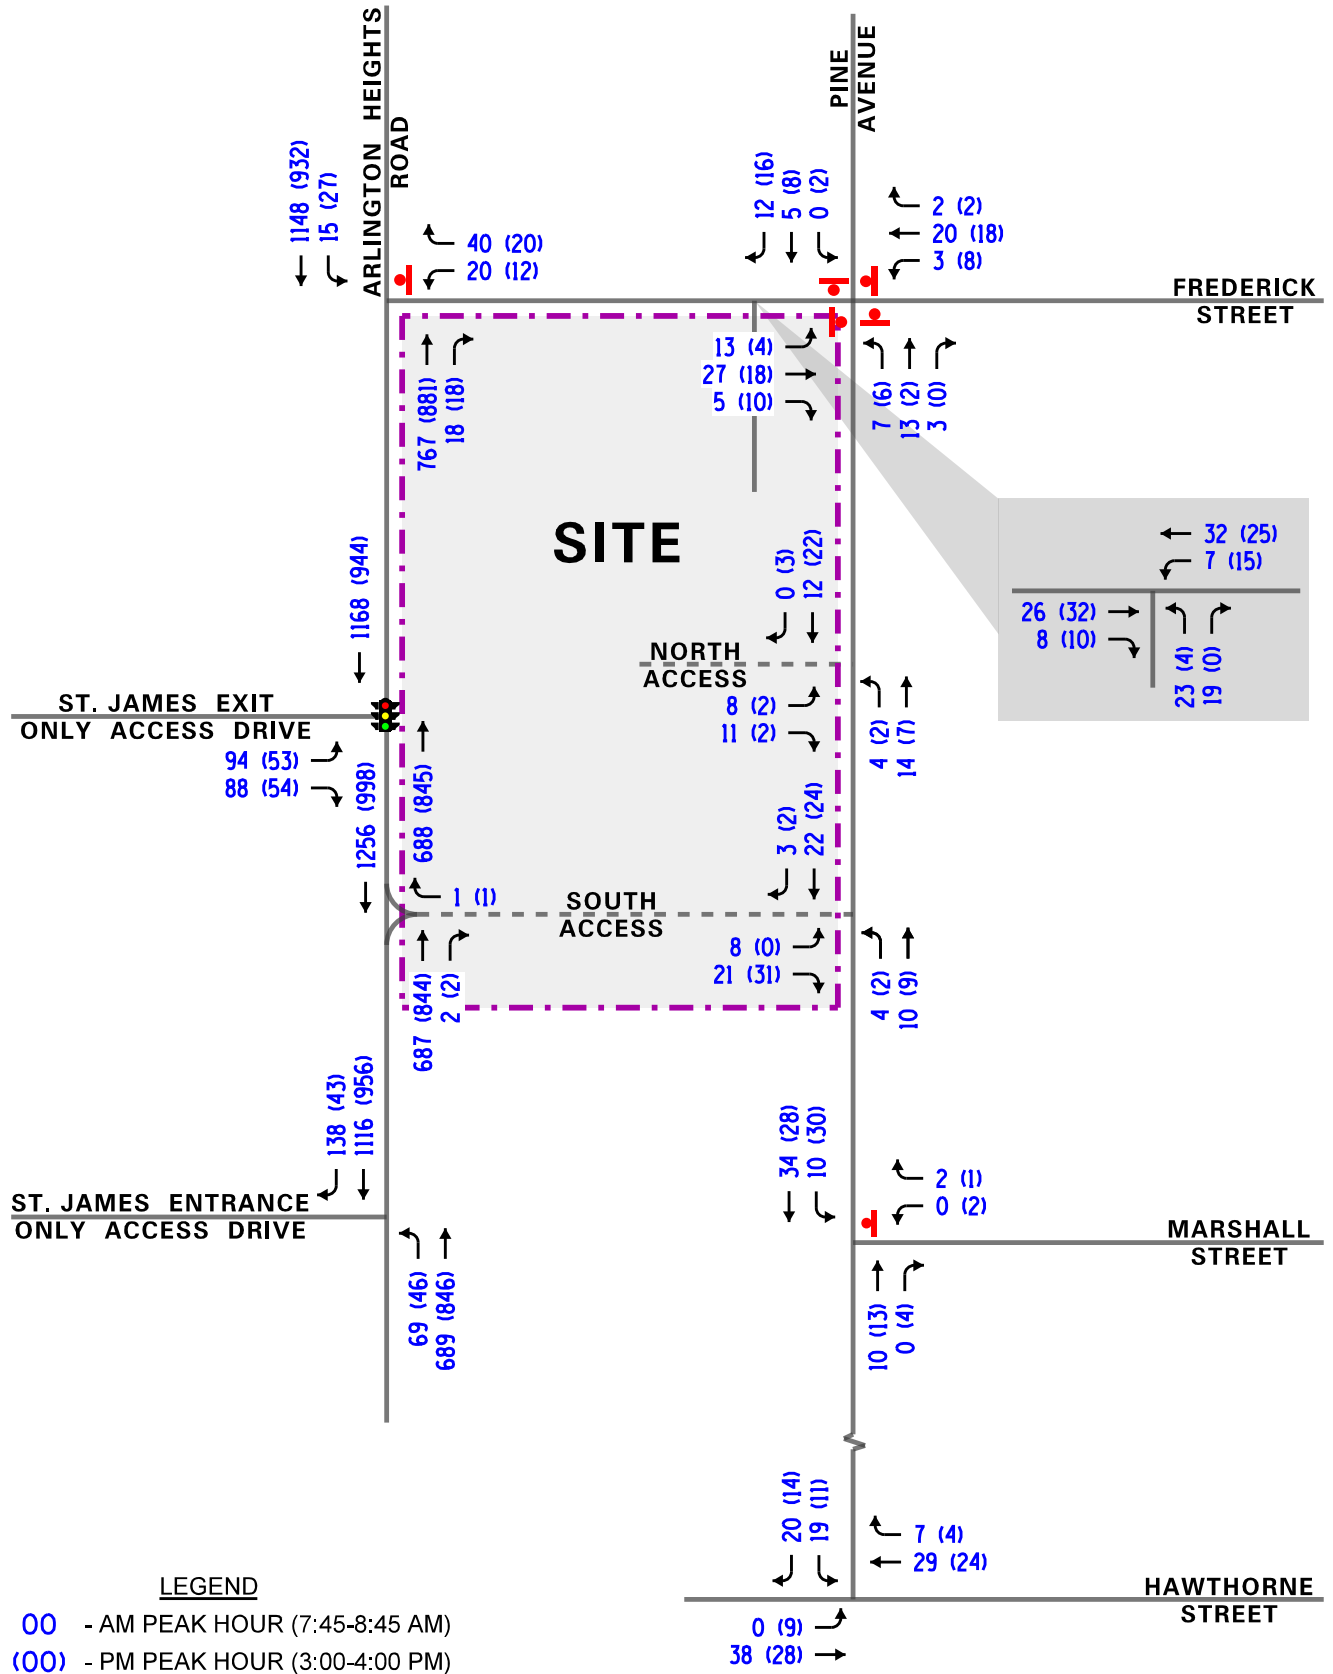 ARLINGTON HEIGHTS
ROAD
PINE
AVENUE
1148 (932)
15 (27)
40 (20)
20 (12)
12 (16)
5 (8)
0 (2)
2 (2)
20 (18)
3 (8)
FREDERICK
STREET
767 (881)
18 (18)
13 (4)
27 (18)
5 (10)
7 (6)
13 (2)
3 (0)
SITE
32 (25)
7 (15)
26 (32)
8 (10)
23 (4)
19 (0)
1168 (944)
0 (3)
12 (22)
NORTH
ACCESS
8 (2)
11 (2)
4 (2)
14 (7)
ST. JAMES EXIT
ONLY ACCESS DRIVE
94 (53)
88 (54)
1256 (998)
688 (845)
3 (2)
22 (24)
1 (1)
SOUTH
ACCESS
8 (0)
21 (31)
4 (2)
10 (9)
687 (844)
2 (2)
138 (43)
1116 (956)
34 (28)
10 (30)
2 (1)
0 (2)
ST. JAMES ENTRANCE
ONLY ACCESS DRIVE
MARSHALL
STREET
69 (46)
689 (846)
10 (13)
0 (4)
20 (14)
19 (11)
7 (4)
29 (24)
HAWTHORNE
STREET
0 (9)
38 (28)
LEGEND
00 - AM PEAK HOUR (7:45-8:45 AM)
(00) - PM PEAK HOUR (3:00-4:00 PM)